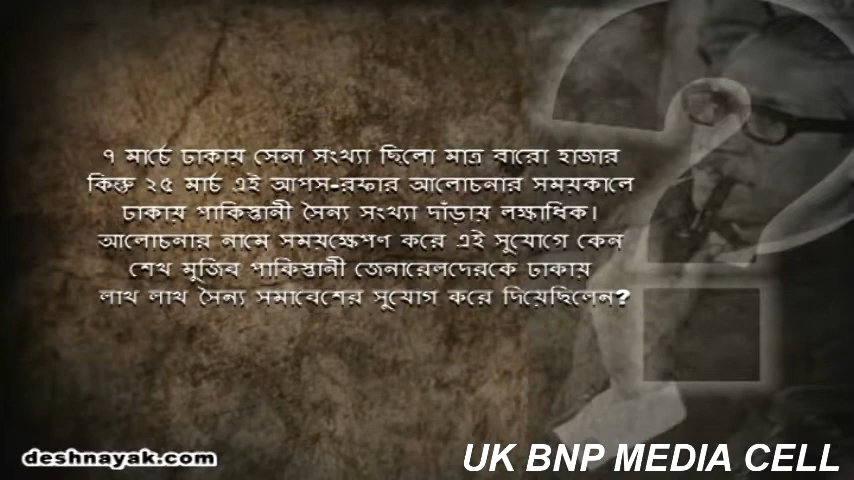 ৭ মার্চে ঢাকায় সেনা সংখ্যা ছিলো মাত্র বারো হাজার
কিন্তু ২৫ মার্চ এই আপস-রফার আলোচনার সময়কালে
ঢাকায় পাকিস্তানী সৈন্য সংখ্যা দাঁড়ায় লক্ষাধিক।
আলোচনার নামে সময়ক্ষেপণ করে এই সুযোগে কেন
শেখ মুজিব পাকিস্তানী জেনারেলদেরকে ঢাকায়
লাখ লাখ সৈন্য সমাবেশের সুযোগ করে দিয়েছিলেন?
deshnayak.com
UK BNP MEDIA CELL